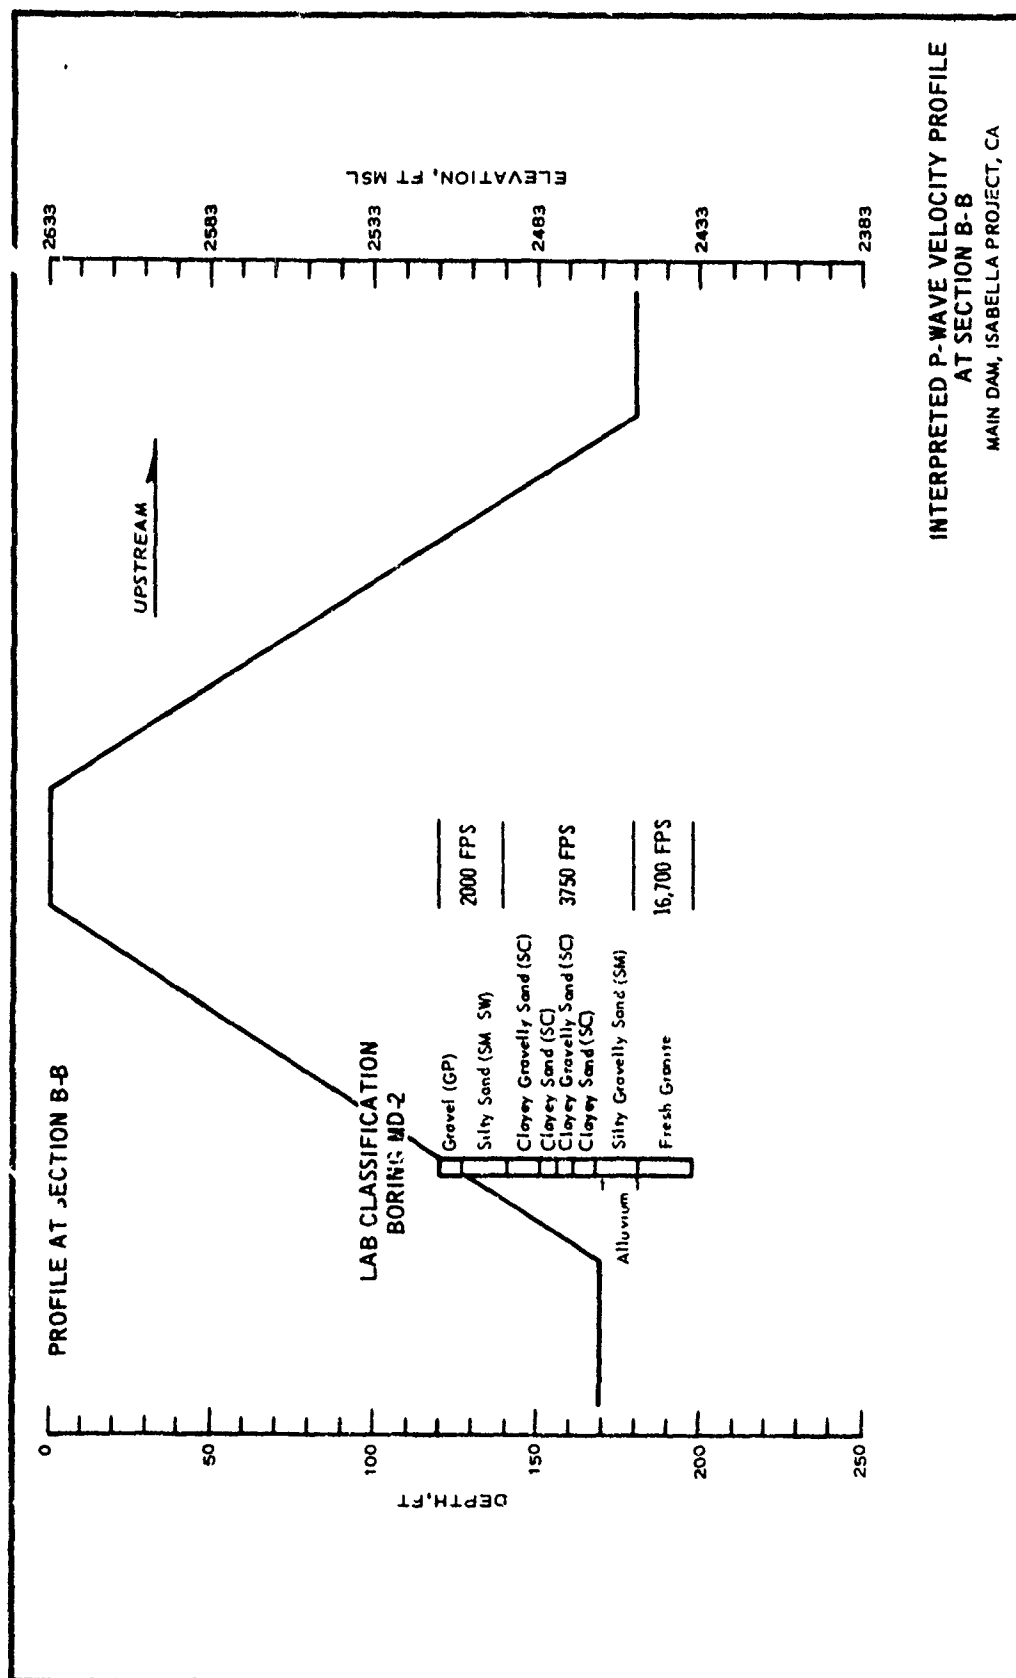 PROFILE AT SECTION B-B
UPSTREAM
DEPTH, FT
0
50
100
150
200
250
ELEVATION, FT MSL
2633
2583
2533
2483
2433
2383
LAB CLASSIFICATION
BORING MD-2
Gravel (GP)
Silty Sand (SM SW)
Clayey Gravelly Sand (SC)
Clayey Sand (SC)
Clayey Gravelly Sand (SC)
Clayey Sand (SC)
Silty Gravelly Sand (SM)
Fresh Granite
Alluvium
2000 FPS
3750 FPS
16,700 FPS
INTERPRETED P-WAVE VELOCITY PROFILE
AT SECTION B-B
MAIN DAM, ISABELLA PROJECT, CA